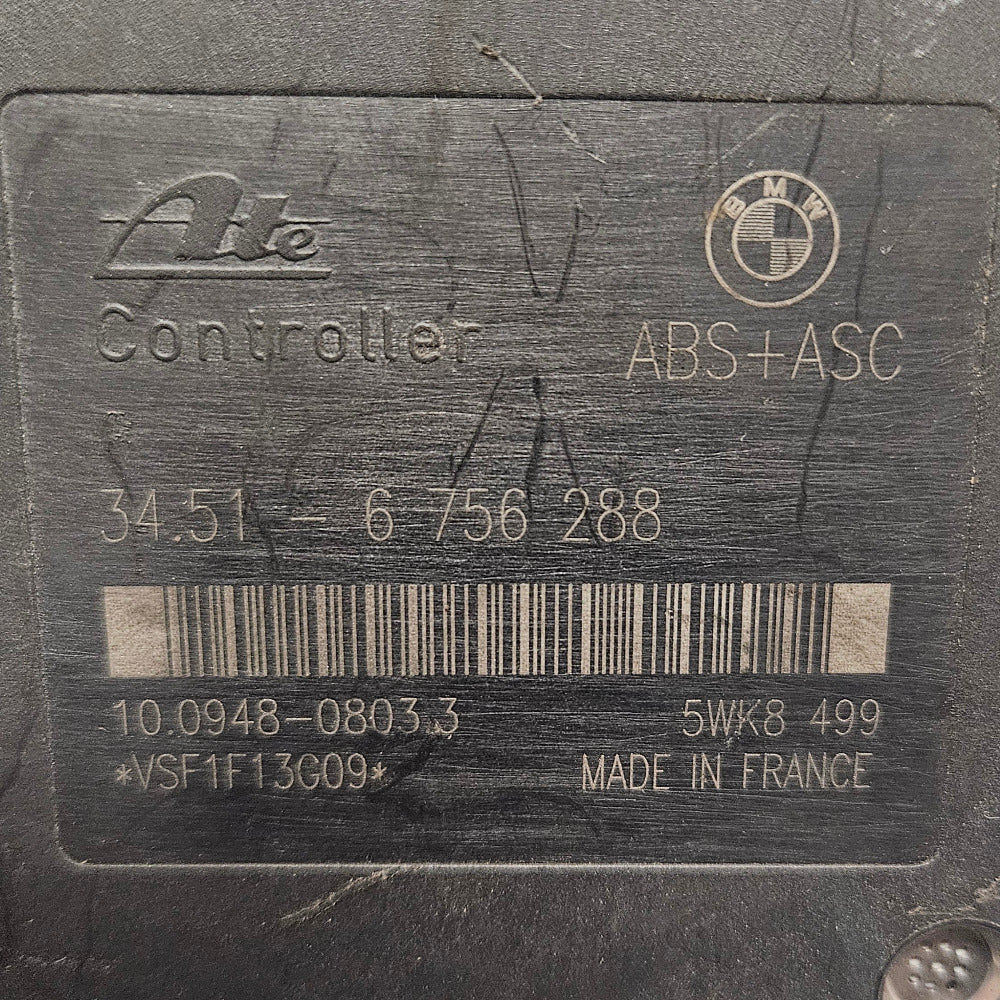 Ate
BMW
Controller
ABS+ASC
34.51 - 6 756 288
10.0948-0803.3
5WK8 499
*VSF1F13G09*
MADE IN FRANCE